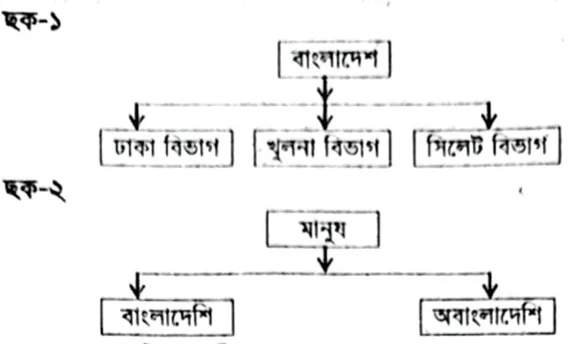 ছক-১
বাংলাদেশ
ঢাকা বিভাগ খুলনা বিভাগ সিলেট বিভাগ
ছক-২
মানুষ
বাংলাদেশি অবাংলাদেশি